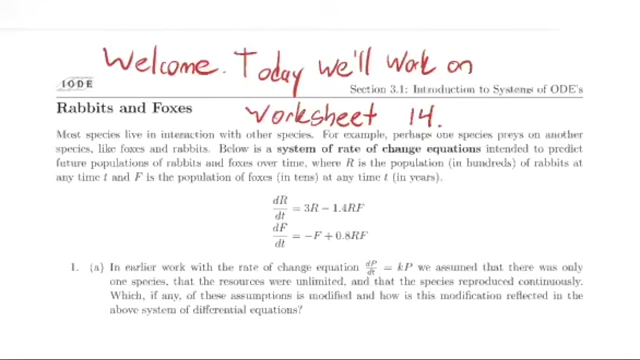 Welcome. Today we'll work on
IODE
Section 3.1: Introduction to Systems of ODE's
Rabbits and Foxes
Worksheet 14.
Most species live in interaction with other species. For example, perhaps one species preys on another
species, like foxes and rabbits. Below is a system of rate of change equations intended to predict
future populations of rabbits and foxes over time, where R is the population (in hundreds) of rabbits at
any time t and F is the population of foxes (in tens) at any time t (in years).
dR/dt = 3R − 1.4RF
dF/dt = −F + 0.8RF
1. (a) In earlier work with the rate of change equation dP/dt = kP we assumed that there was only
one species, that the resources were unlimited, and that the species reproduced continuously.
Which, if any, of these assumptions is modified and how is this modification reflected in the
above system of differential equations?